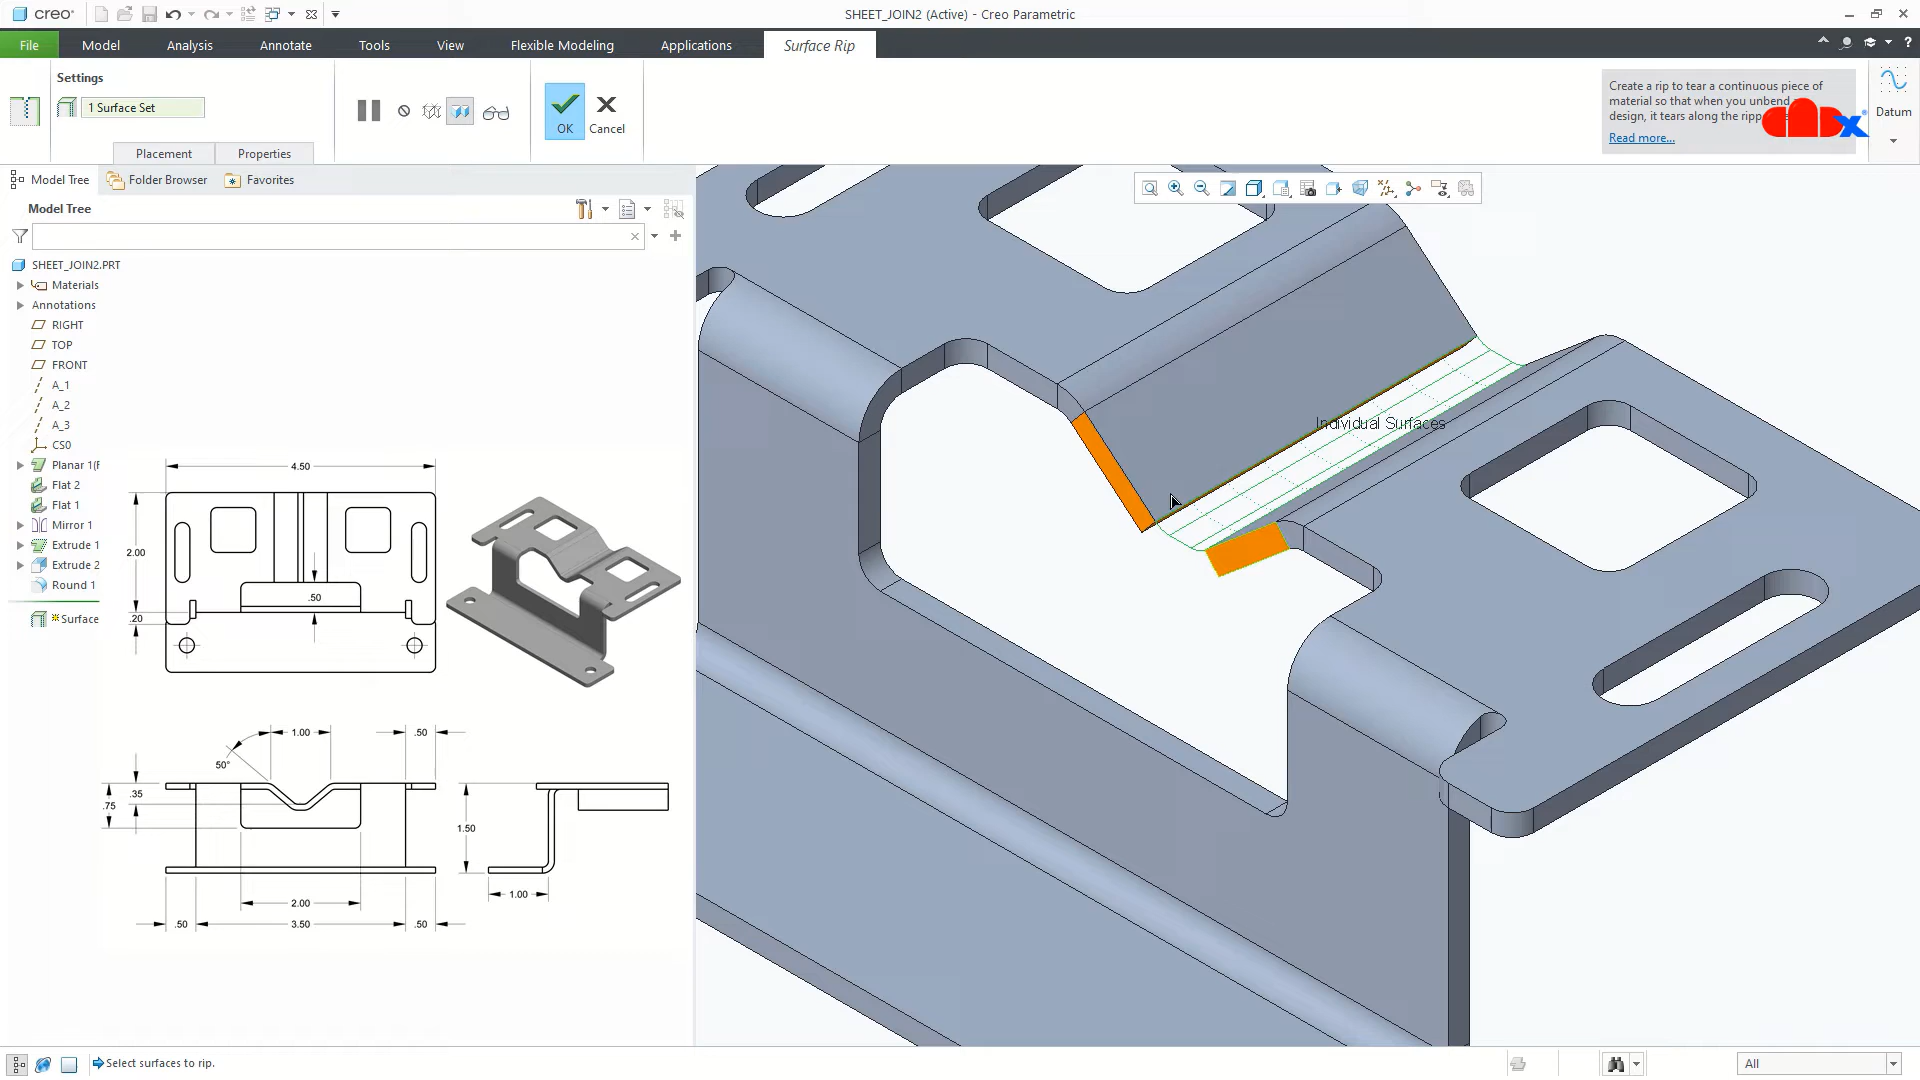 creo
SHEET_JOIN2 (Active) - Creo Parametric
File
Model
Analysis
Annotate
Tools
View
Flexible Modeling
Applications
Surface Rip
Settings
1 Surface Set
OK
Cancel
Placement
Properties
Create a rip to tear a continuous piece of
material so that when you unbend
design, it tears along the ripp
Read more...
Datum
Model Tree
Folder Browser
Favorites
Model Tree
SHEET_JOIN2.PRT
Materials
Annotations
RIGHT
TOP
FRONT
A_1
A_2
A_3
CS0
Planar 1(F
Flat 2
Flat 1
Mirror 1
Extrude 1
Extrude 2
Round 1
Surface
4.50
2.00
.50
.20
1.00
.50
50°
.35
.75
1.50
1.00
2.00
.50
3.50
.50
Individual Surfaces
Select surfaces to rip.
All